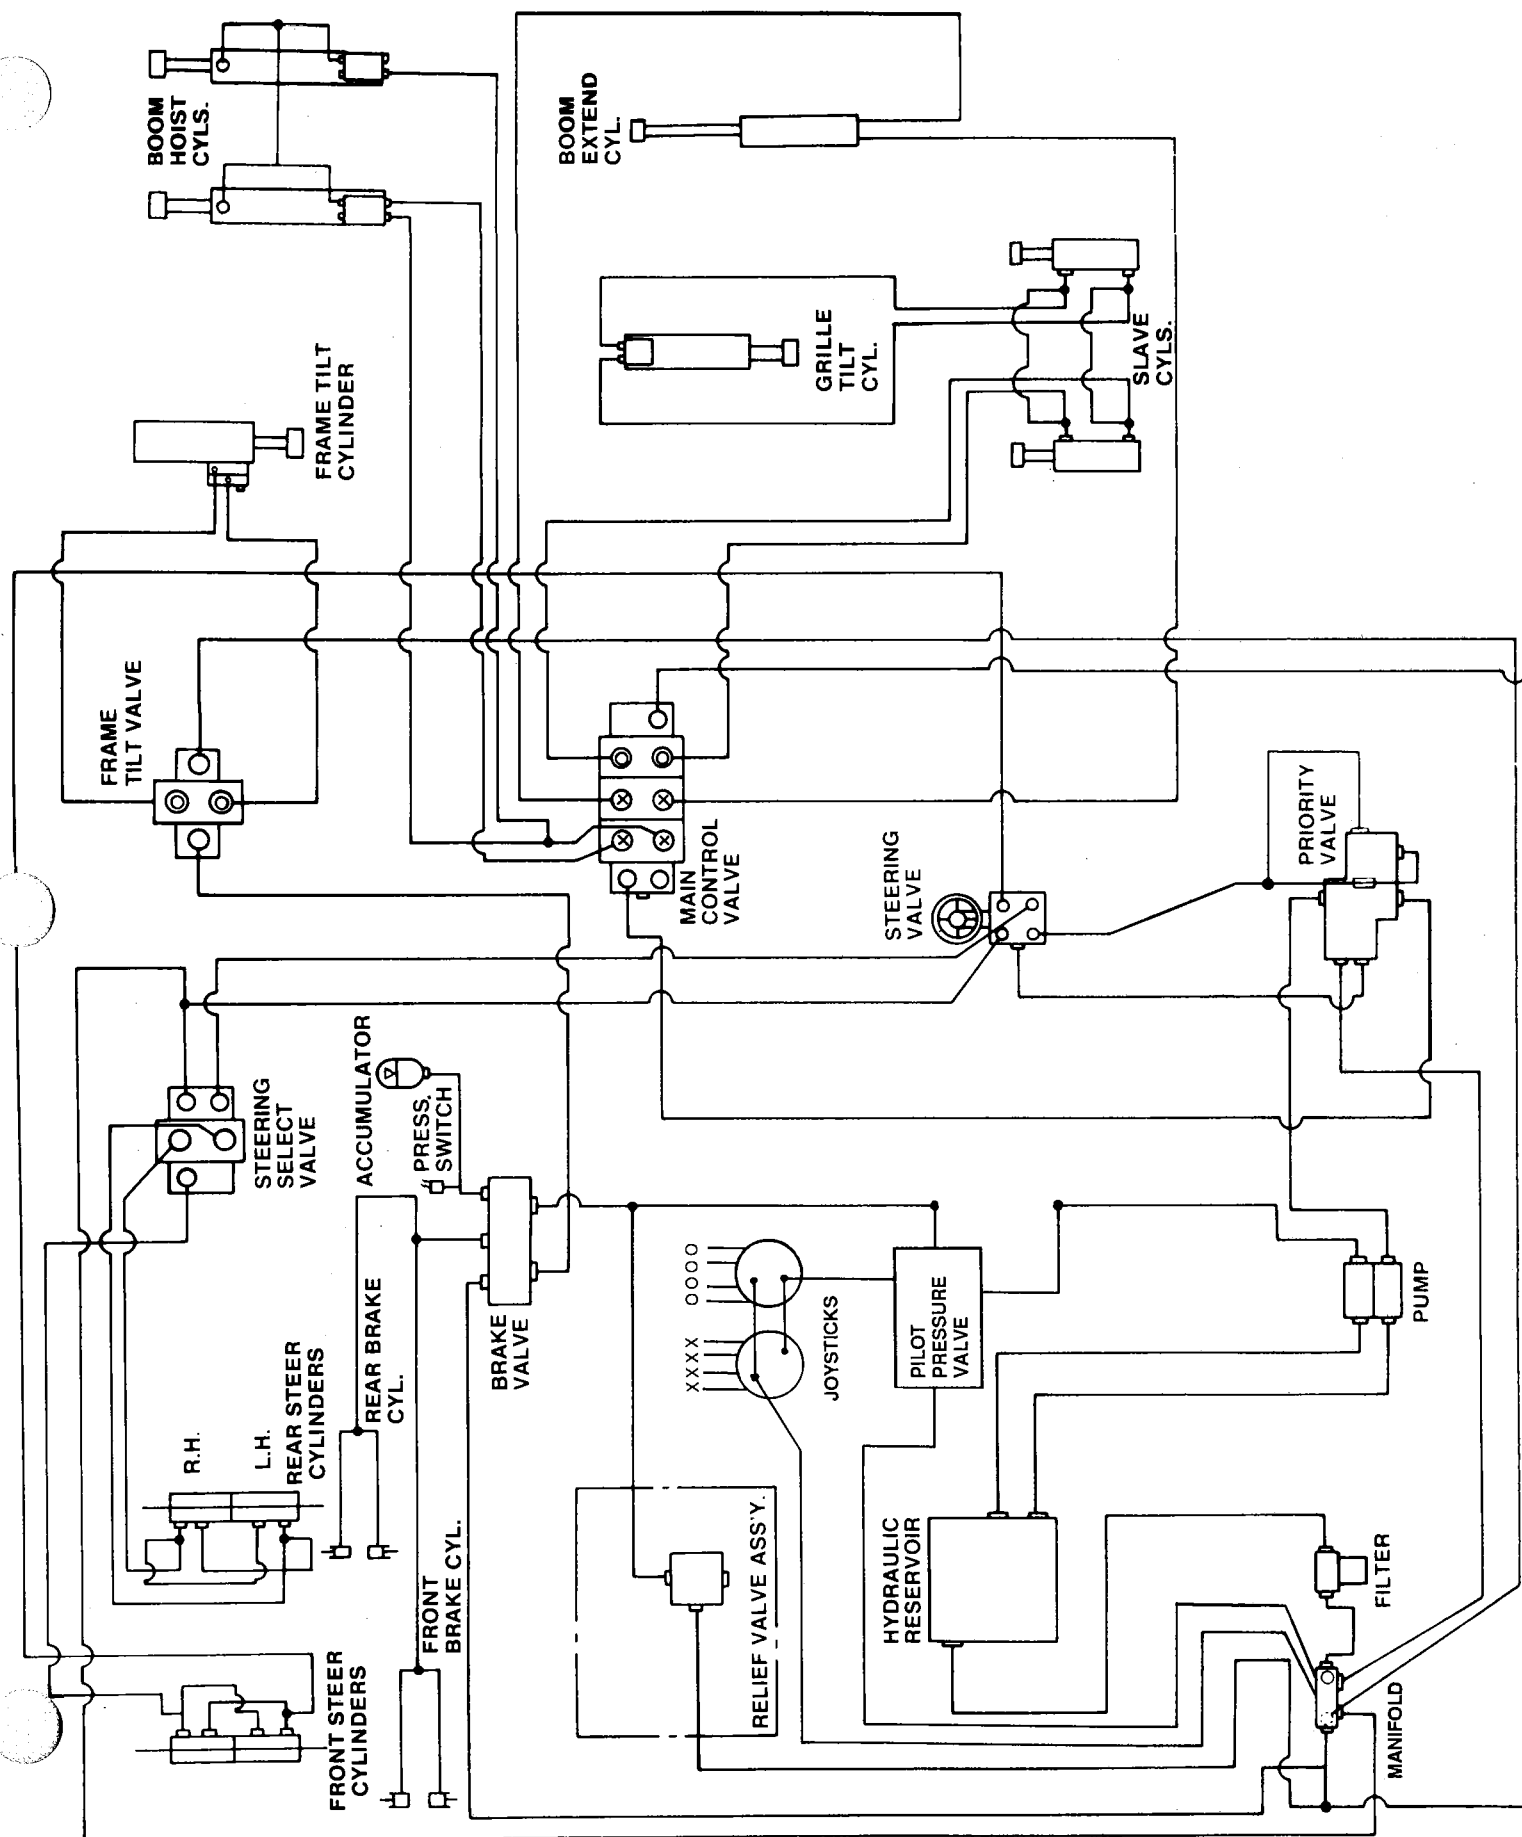 BOOM
HOIST
CYLS.
BOOM
EXTEND
CYL.
FRAME TILT
CYLINDER
GRILLE
TILT
CYL.
SLAVE
CYLS.
FRAME
TILT VALVE
MAIN
CONTROL
VALVE
STEERING
VALVE
PRIORITY
VALVE
STEERING
SELECT
VALVE
ACCUMULATOR
PRESS.
SWITCH
BRAKE
VALVE
REAR BRAKE
CYL.
R.H.
L.H.
REAR STEER
CYLINDERS
OOOO
XXXX
JOYSTICKS
PILOT
PRESSURE
VALVE
PUMP
FRONT
BRAKE CYL.
FRONT STEER
CYLINDERS
RELIEF VALVE ASS'Y.
HYDRAULIC
RESERVOIR
FILTER
MANIFOLD